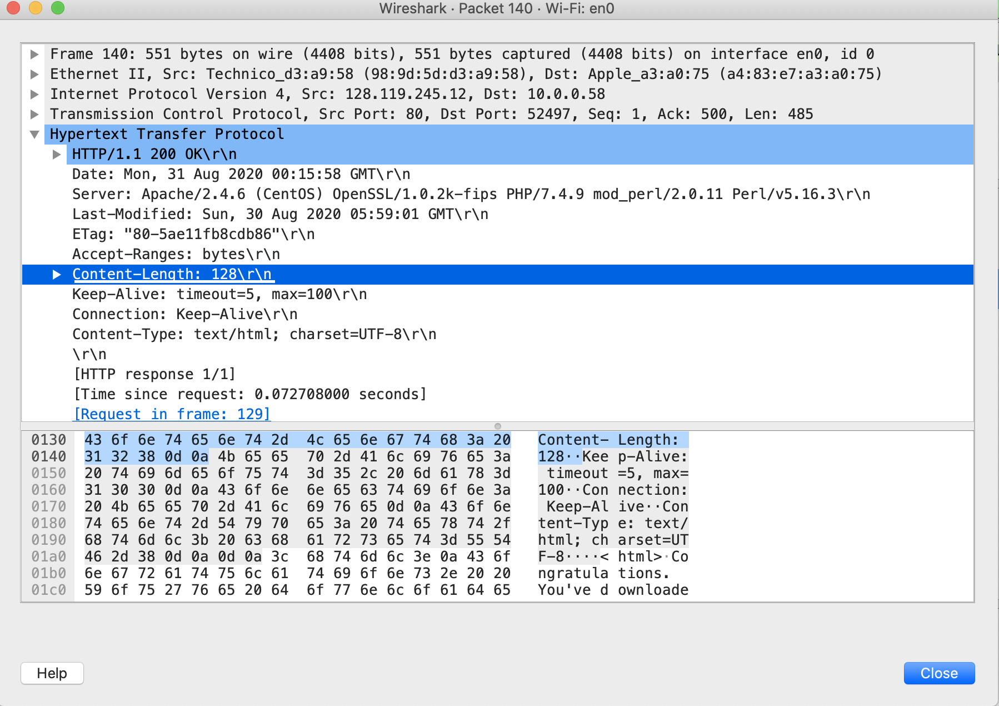 Wireshark · Packet 140 · Wi-Fi: en0
Frame 140: 551 bytes on wire (4408 bits), 551 bytes captured (4408 bits) on interface en0, id 0
Ethernet II, Src: Technico_d3:a9:58 (98:9d:5d:d3:a9:58), Dst: Apple_a3:a0:75 (a4:83:e7:a3:a0:75)
Internet Protocol Version 4, Src: 128.119.245.12, Dst: 10.0.0.58
Transmission Control Protocol, Src Port: 80, Dst Port: 52497, Seq: 1, Ack: 500, Len: 485
Hypertext Transfer Protocol
HTTP/1.1 200 OK\r\n
Date: Mon, 31 Aug 2020 00:15:58 GMT\r\n
Server: Apache/2.4.6 (CentOS) OpenSSL/1.0.2k-fips PHP/7.4.9 mod_perl/2.0.11 Perl/v5.16.3\r\n
Last-Modified: Sun, 30 Aug 2020 05:59:01 GMT\r\n
ETag: "80-5ae11fb8cdb86"\r\n
Accept-Ranges: bytes\r\n
Content-Length: 128\r\n
Keep-Alive: timeout=5, max=100\r\n
Connection: Keep-Alive\r\n
Content-Type: text/html; charset=UTF-8\r\n
\r\n
[HTTP response 1/1]
[Time since request: 0.072708000 seconds]
[Request in frame: 129]
0130 43 6f 6e 74 65 6e 74 2d 4c 65 6e 67 74 68 3a 20 Content- Length:
0140 31 32 38 0d 0a 4b 65 65 70 2d 41 6c 69 76 65 3a 128··Kee p-Alive:
0150 20 74 69 6d 65 6f 75 74 3d 35 2c 20 6d 61 78 3d timeout =5, max=
0160 31 30 30 0d 0a 43 6f 6e 6e 65 63 74 69 6f 6e 3a 100··Con nection:
0170 20 4b 65 65 70 2d 41 6c 69 76 65 0d 0a 43 6f 6e Keep-Al ive··Con
0180 74 65 6e 74 2d 54 79 70 65 3a 20 74 65 78 74 2f tent-Typ e: text/
0190 68 74 6d 6c 3b 20 63 68 61 72 73 65 74 3d 55 54 html; ch arset=UT
01a0 46 2d 38 0d 0a 0d 0a 3c 68 74 6d 6c 3e 0a 43 6f F-8····< html>·Co
01b0 6e 67 72 61 74 75 6c 61 74 69 6f 6e 73 2e 20 20 ngratula tions.
01c0 59 6f 75 27 76 65 20 64 6f 77 6e 6c 6f 61 64 65 You've d ownloade
Help
Close